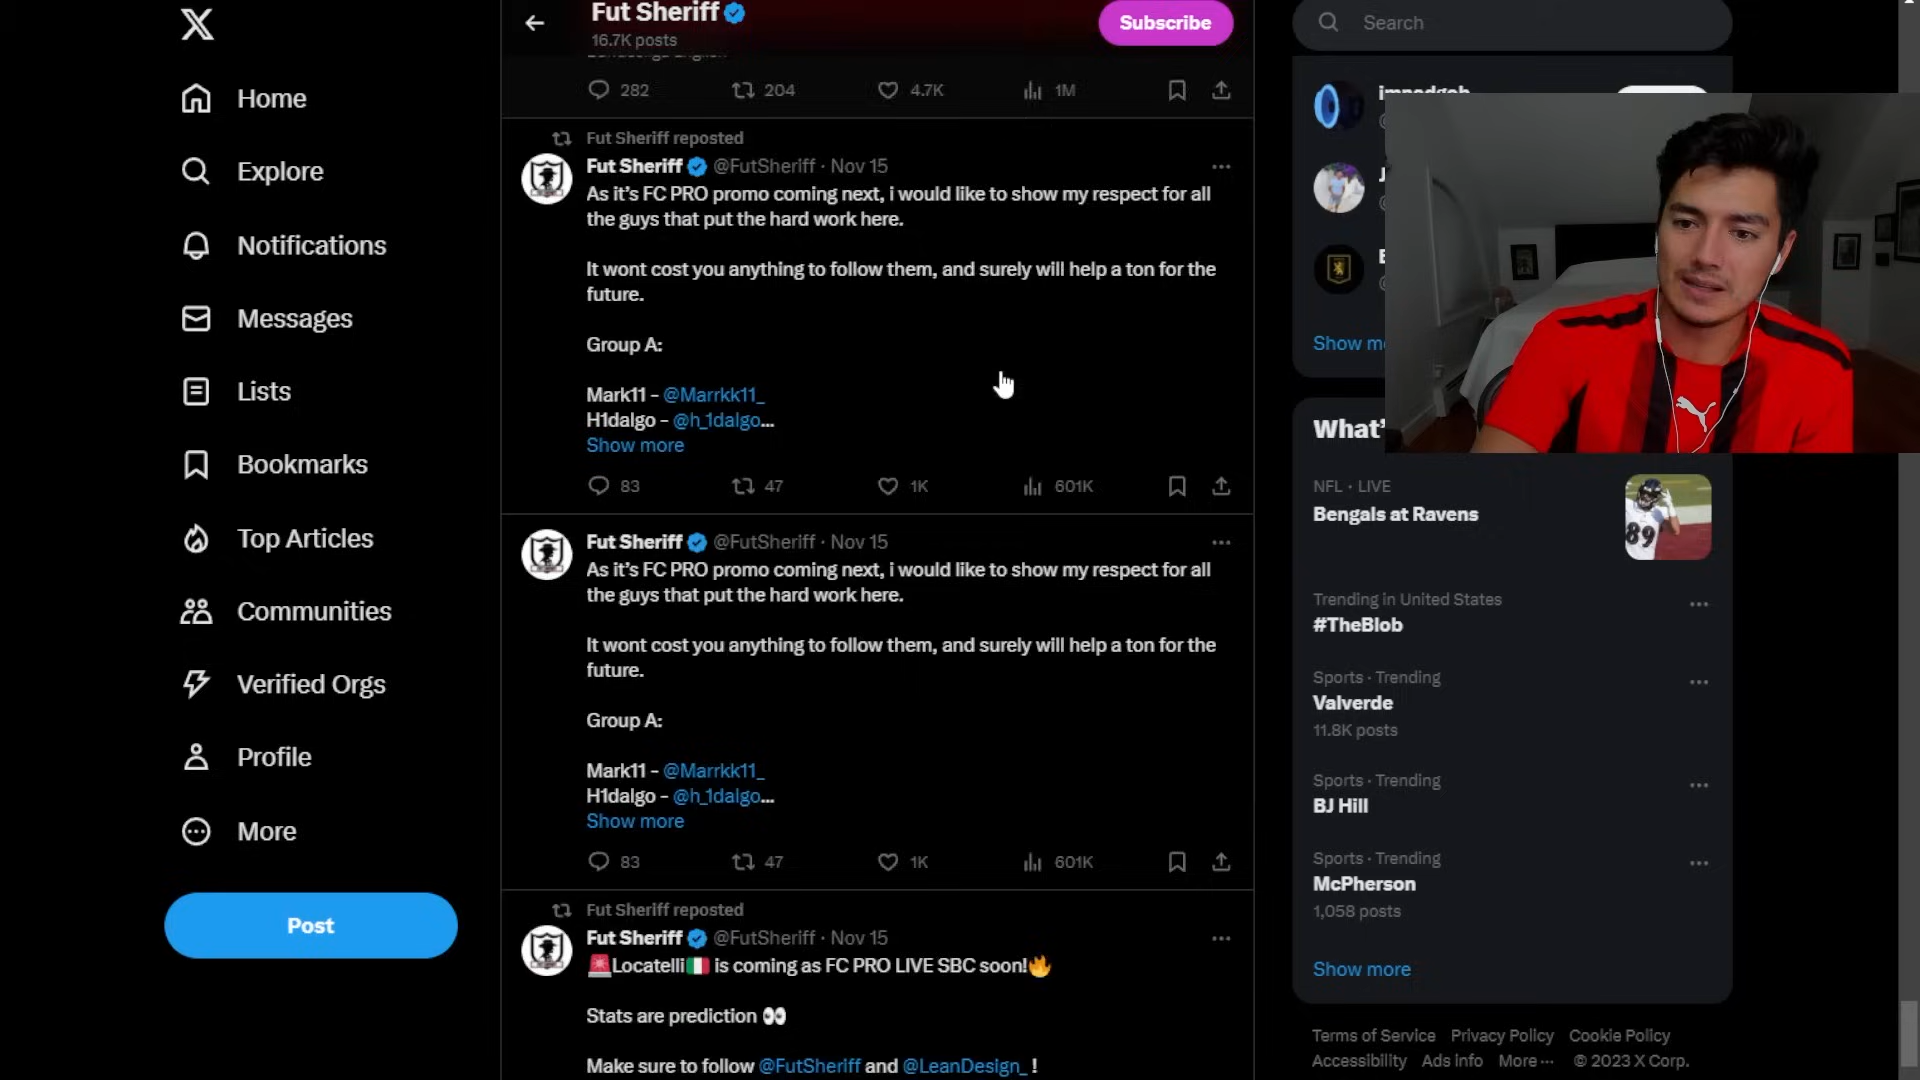 Home
Explore
Notifications
Messages
Lists
Bookmarks
Top Articles
Communities
Verified Orgs
Profile
More
Post
Fut Sheriff
16.7K posts
Subscribe
282 204 4.7K 1M
Fut Sheriff reposted
Fut Sheriff @FutSheriff · Nov 15
As it's FC PRO promo coming next, i would like to show my respect for all
the guys that put the hard work here.
It wont cost you anything to follow them, and surely will help a ton for the
future.
Group A:
Mark11 - @Marrkk11_
H1dalgo - @h_1dalgo...
Show more
83 47 1K 601K
Fut Sheriff @FutSheriff · Nov 15
As it's FC PRO promo coming next, i would like to show my respect for all
the guys that put the hard work here.
It wont cost you anything to follow them, and surely will help a ton for the
future.
Group A:
Mark11 - @Marrkk11_
H1dalgo - @h_1dalgo...
Show more
83 47 1K 601K
Fut Sheriff reposted
Fut Sheriff @FutSheriff · Nov 15
🚨Locatelli🇮🇹 is coming as FC PRO LIVE SBC soon!🔥
Stats are prediction 👀
Make sure to follow @FutSheriff and @LeanDesign_ !
Search
Show
What'
NFL · LIVE
Bengals at Ravens
89
Trending in United States
#TheBlob
Sports · Trending
Valverde
11.8K posts
Sports · Trending
BJ Hill
Sports · Trending
McPherson
1,058 posts
Show more
Terms of Service Privacy Policy Cookie Policy
Accessibility Ads info More ··· © 2023 X Corp.